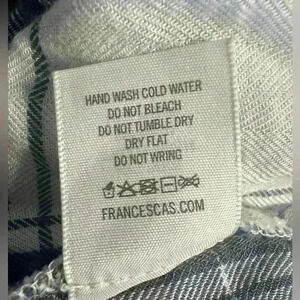 HAND WASH COLD WATER
DO NOT BLEACH
DO NOT TUMBLE DRY
DRY FLAT
DO NOT WRING
FRANCESCAS.COM